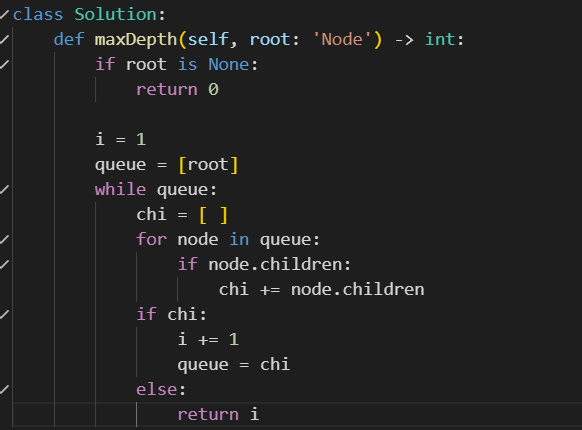 class Solution:
    def maxDepth(self, root: 'Node') -> int:
        if root is None:
            return 0

        i = 1
        queue = [root]
        while queue:
            chi = [ ]
            for node in queue:
                if node.children:
                    chi += node.children
            if chi:
                i += 1
                queue = chi
            else:
                return i